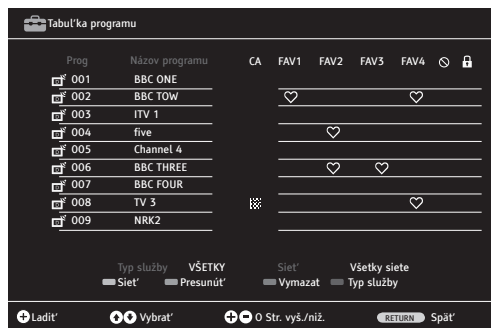 Tabuľka programu
Prog Názov programu CA FAV1 FAV2 FAV3 FAV4
001 BBC ONE
002 BBC TOW
003 ITV 1
004 five
005 Channel 4
006 BBC THREE
007 BBC FOUR
008 TV 3
009 NRK2
Typ služby VŠETKY Sieť Všetky siete
Sieť Presunúť Vymazat Typ služby
Ladiť Vybrať O Str. vyš./niž. RETURN Späť